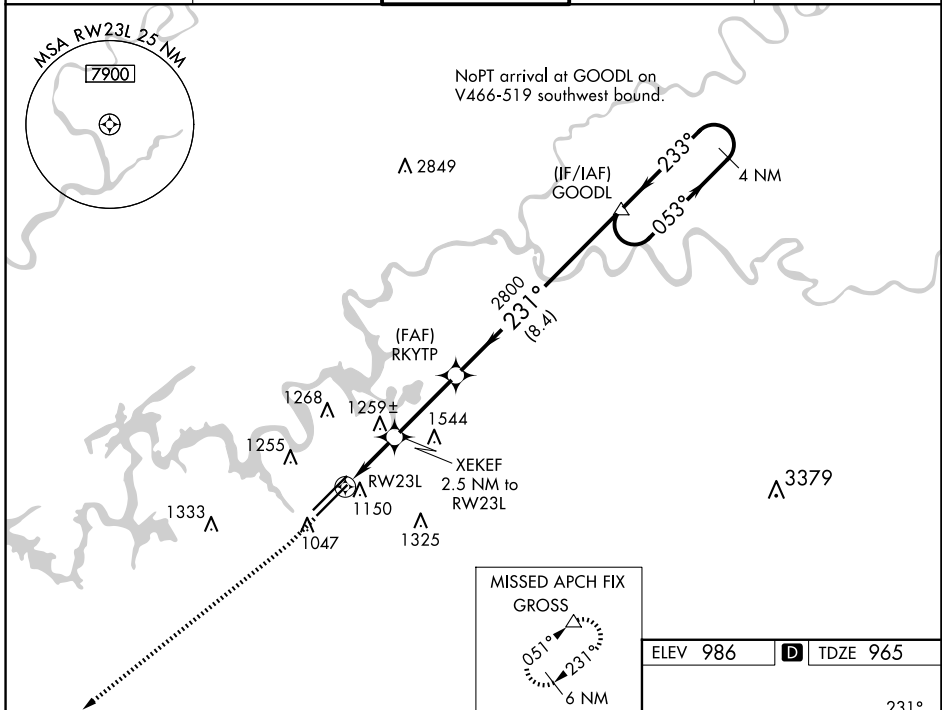 MSA RW23L 25 NM
7900
NoPT arrival at GOODL on
V466-519 southwest bound.
2849
(IF/IAF)
GOODL
233°
053°
4 NM
2800
231°
(8.4)
(FAF)
RKYTP
1268
1259±
1544
1255
XEKEF
2.5 NM to
RW23L
RW23L
1150
3379
1333
1047
1325
MISSED APCH FIX
GROSS
051°
231°
6 NM
ELEV 986
D
TDZE 965
231°